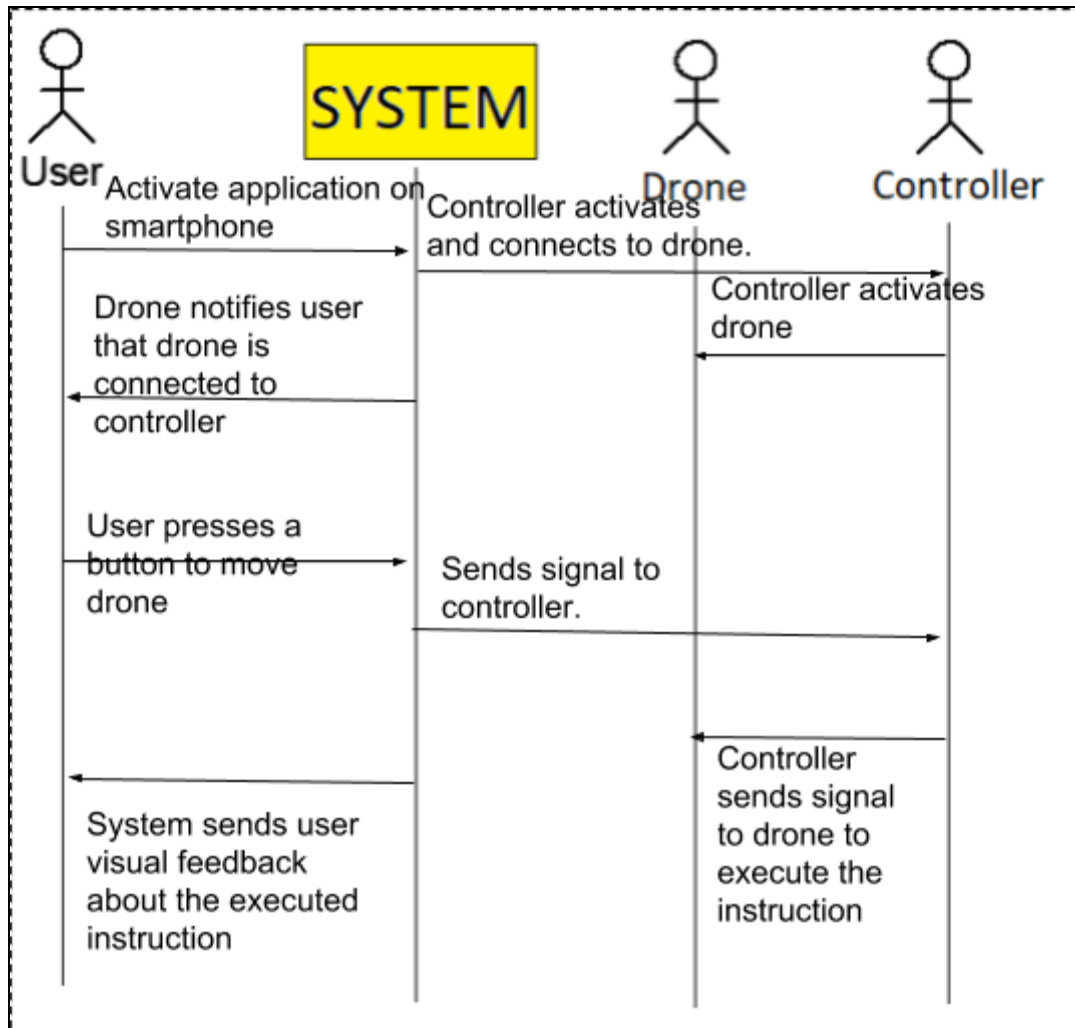 SYSTEM
User
Drone
Controller
Activate application on
smartphone
Controller activates
and connects to drone.
Controller activates
drone
Drone notifies user
that drone is
connected to
controller
User presses a
button to move
drone
Sends signal to
controller.
Controller
sends signal
to drone to
execute the
instruction
System sends user
visual feedback
about the executed
instruction